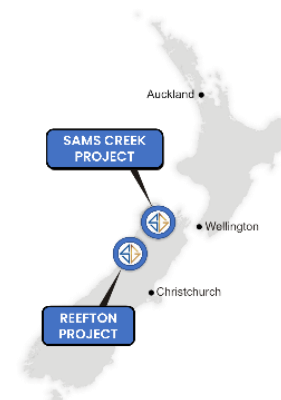 Auckland
SAMS CREEK
PROJECT
Wellington
Christchurch
REEFTON
PROJECT